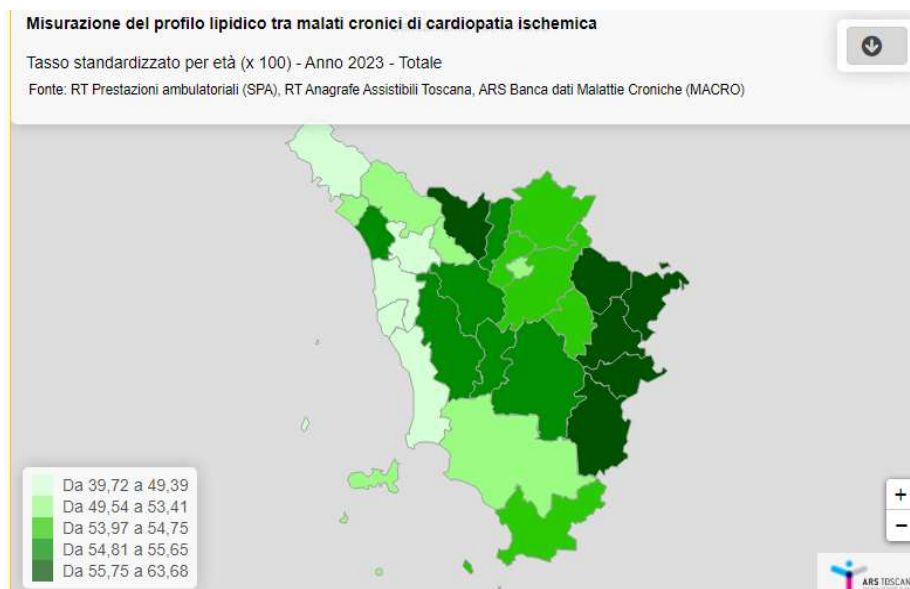 Misurazione del profilo lipidico tra malati cronici di cardiopatia ischemica
Tasso standardizzato per età (x 100) - Anno 2023 - Totale
Fonte: RT Prestazioni ambulatoriali (SPA), RT Anagrafe Assistibili Toscana, ARS Banca dati Malattie Croniche (MACRO)
Da 39,72 a 49,39
Da 49,54 a 53,41
Da 53,97 a 54,75
Da 54,81 a 55,65
Da 55,75 a 63,68
+
−
ARS TOSCAN